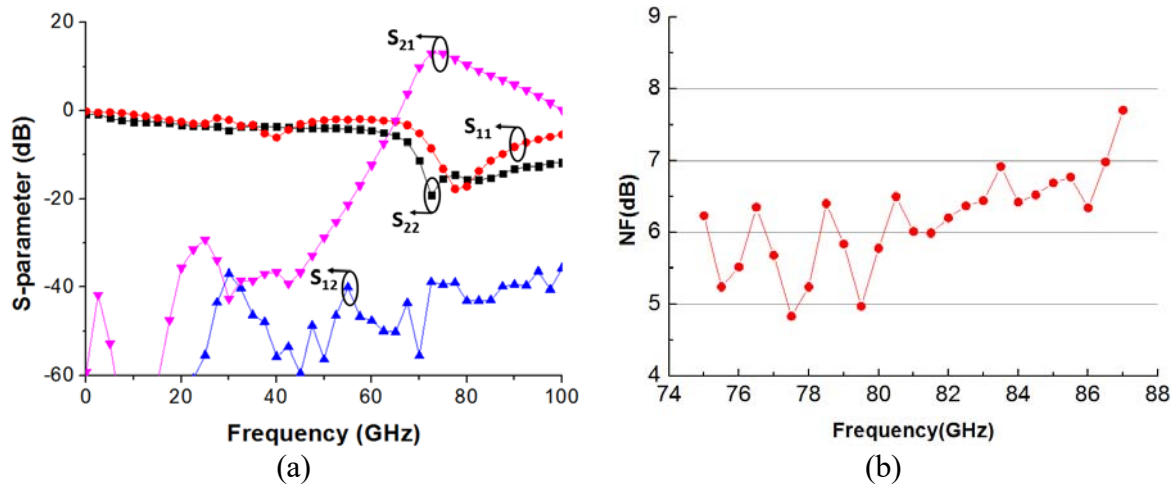 20
0
-20
-40
-60
S-parameter (dB)
S21
S11
S22
S12
0 20 40 60 80 100
Frequency (GHz)
(a)
9
8
7
6
5
4
NF(dB)
74 76 78 80 82 84 86 88
Frequency(GHz)
(b)